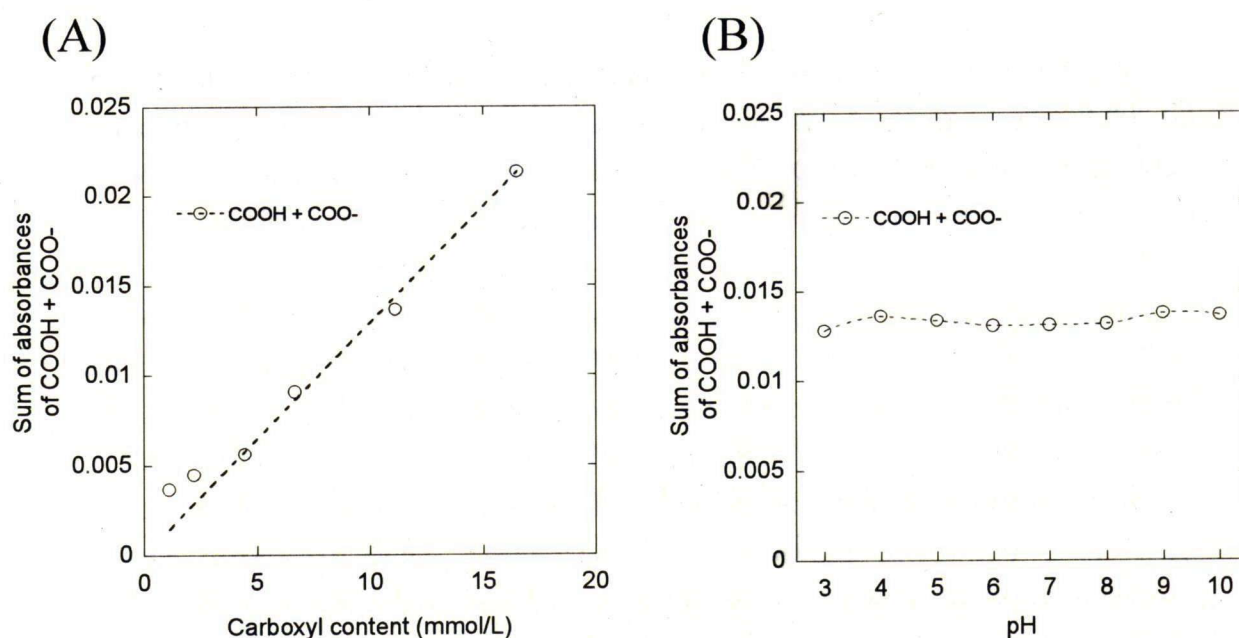 (A)
0.025
0.02
0.015
0.01
0.005
0
Sum of absorbances
of COOH + COO-
COOH + COO-
0 5 10 15 20
Carboxyl content (mmol/L)
(B)
0.025
0.02
0.015
0.01
0.005
0
Sum of absorbances
of COOH + COO-
COOH + COO-
3 4 5 6 7 8 9 10
pH